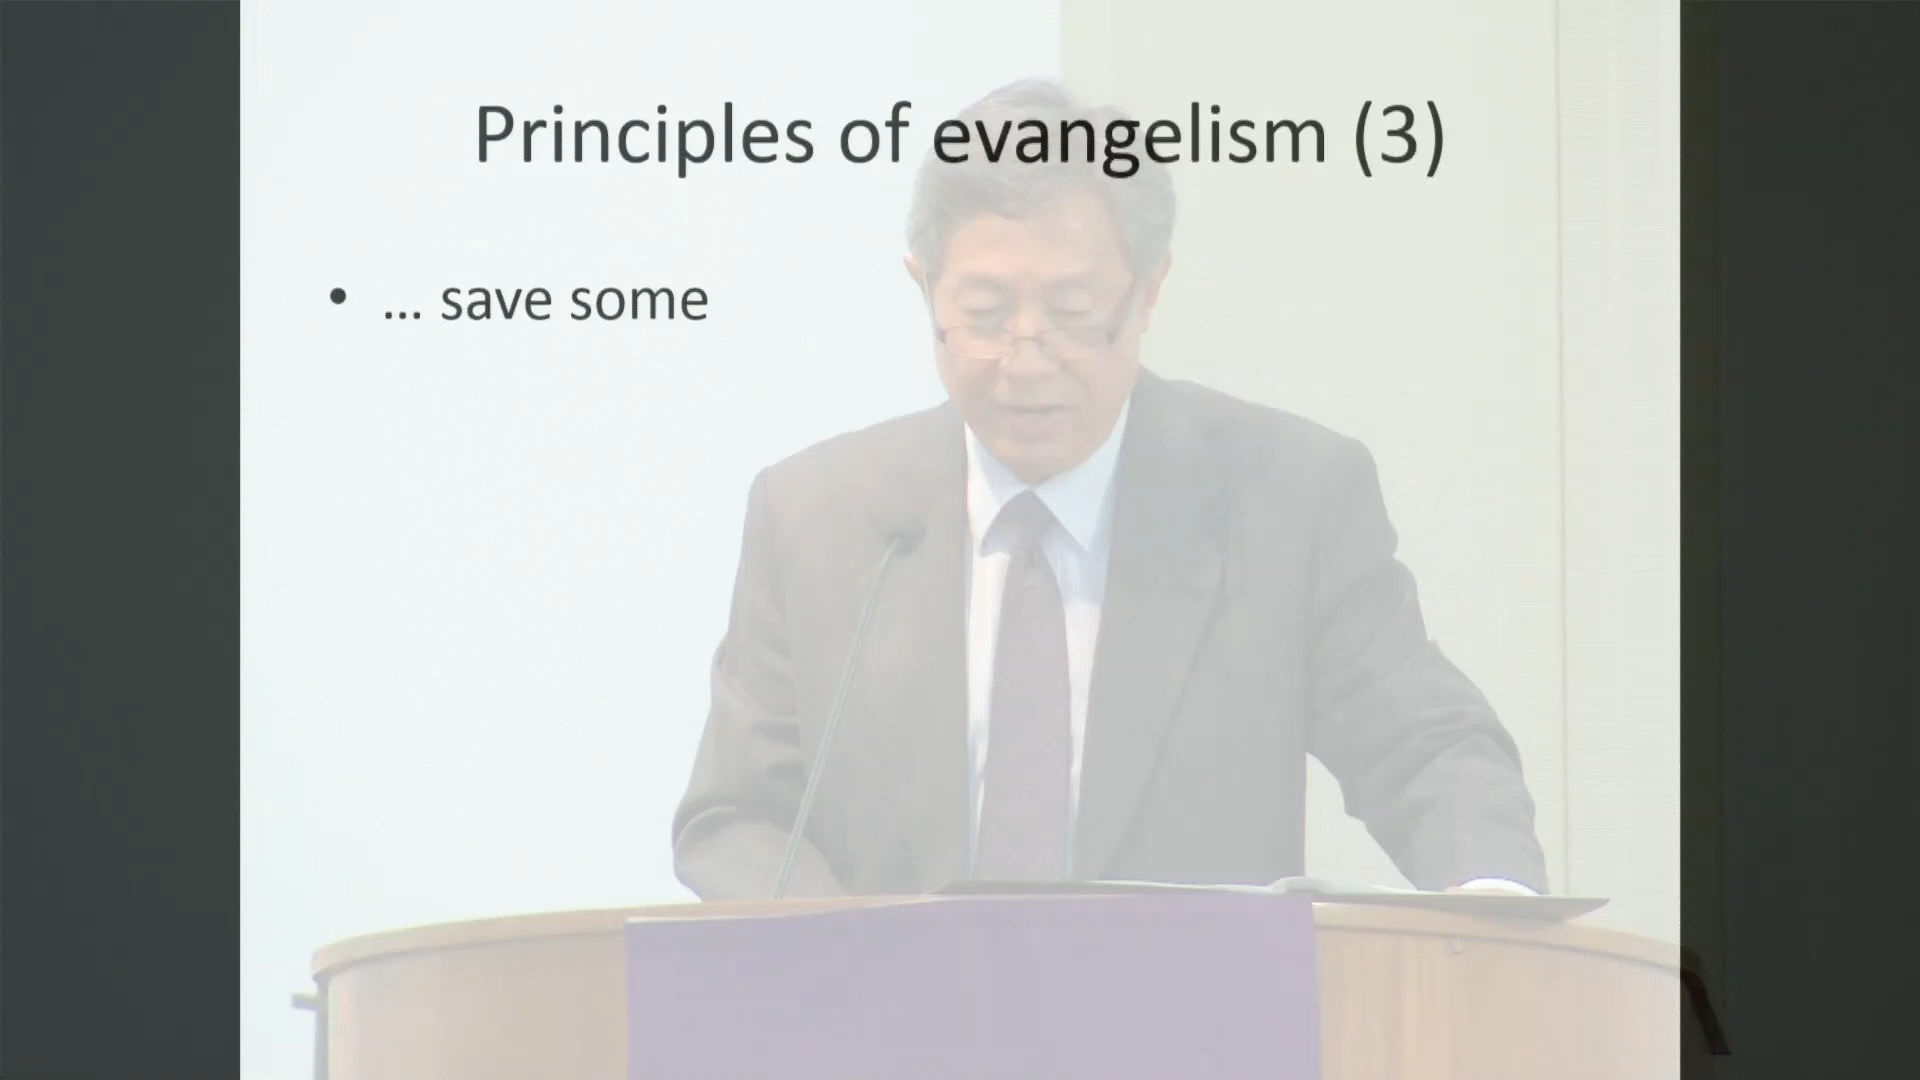 Principles of evangelism (3)
• ... save some